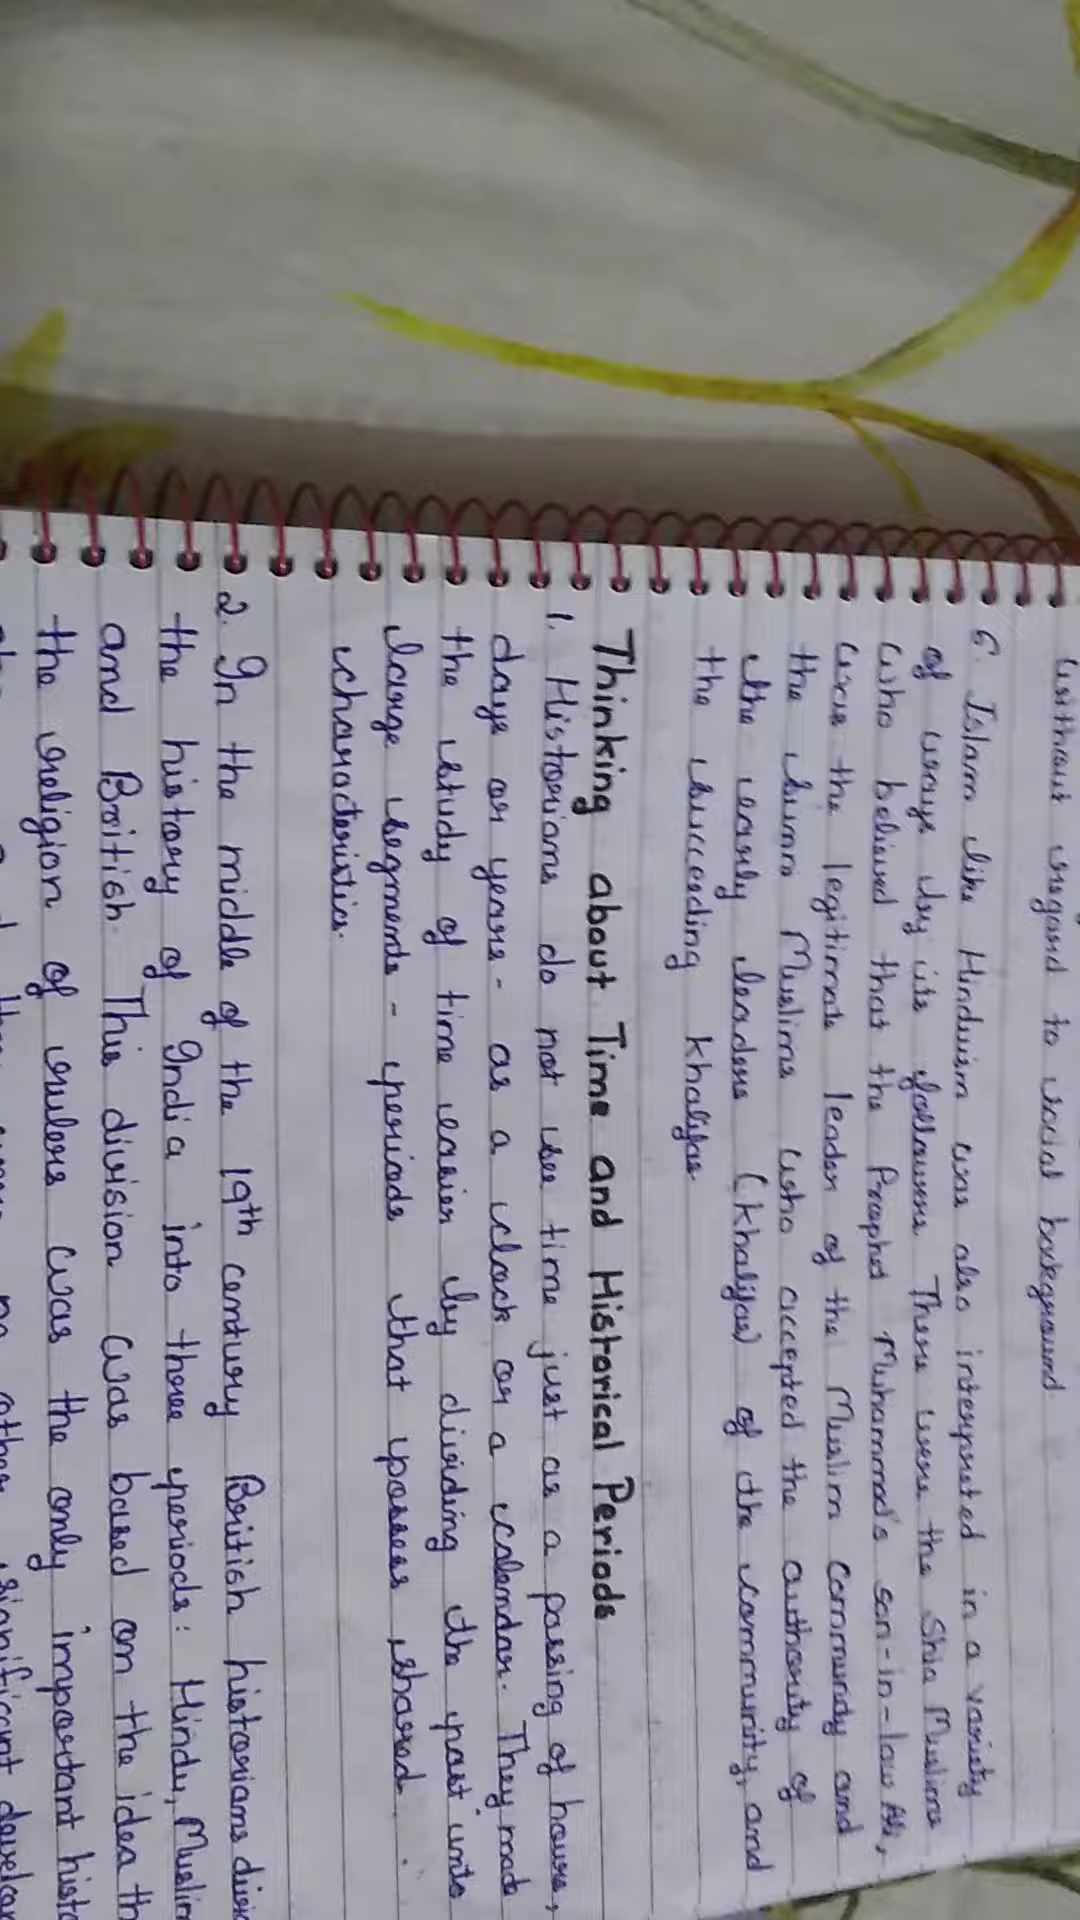 without regard to social background
6. Islam like Hinduism was also interpreted in a variety
of ways by its followers There were the Shia Muslims
who believed that the Prophet Muhammad's son-in-law Ali,
was the legitimate leader of the Muslim community and
the Sunni Muslims who accepted the authority of
the early leaders (Khalifas) of the community, and
the succeeding khalifas.
Thinking about Time and Historical Periods
1. Historians do not use time just as a passing of hours,
days or years - as a clock or a calendar. They made
the study of time easier by dividing the past into
large segments - periods that posses shared
characteristics.
2. In the middle of the 19th century British historians
the history of India into three periods: Hindu, Muslim
and British. This division was based on the idea
the religion of rulers was the only important
other significant